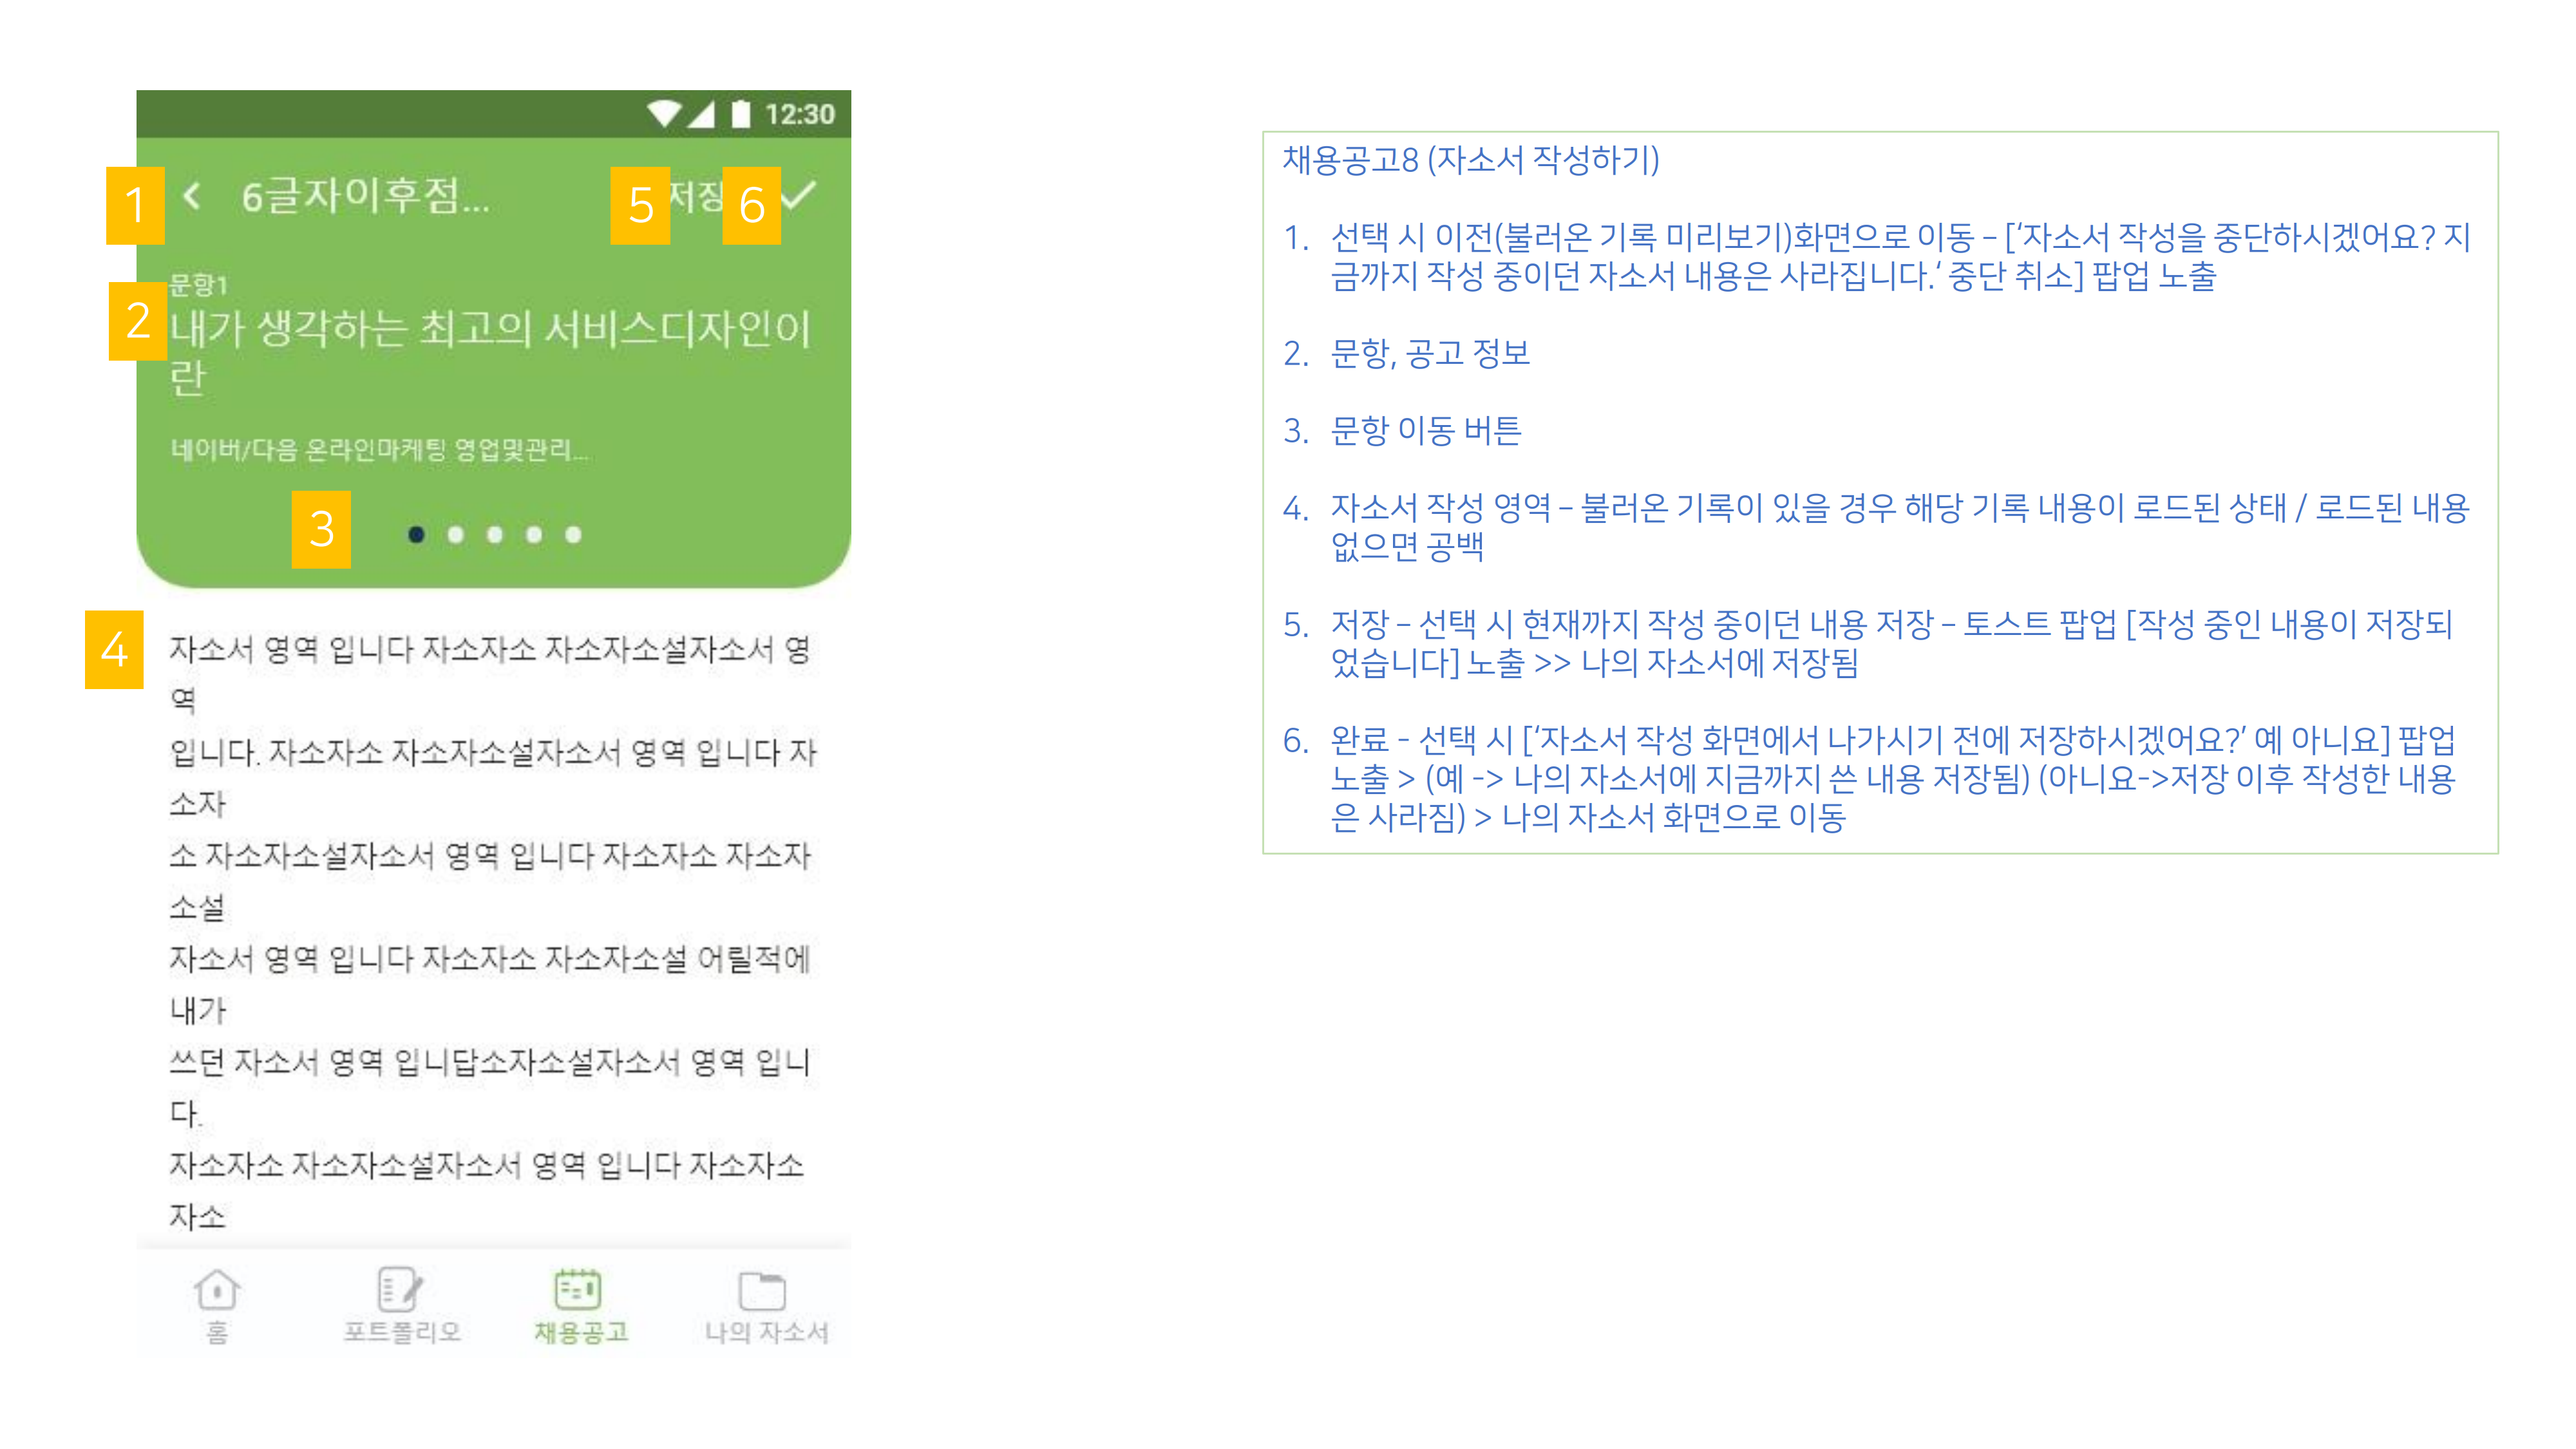 12:30
1
6글자이후점...
5
저장
6
문항1
2
내가 생각하는 최고의 서비스디자인이
란
네이버/다음 온라인마케팅 영업및관리...
3
4
자소서 영역 입니다 자소자소 자소자소설자소서 영
역
입니다. 자소자소 자소자소설자소서 영역 입니다 자
소자
소 자소자소설자소서 영역 입니다 자소자소 자소자
소설
자소서 영역 입니다 자소자소 자소자소설 어릴적에
내가
쓰던 자소서 영역 입니답소자소설자소서 영역 입니
다.
자소자소 자소자소설자소서 영역 입니다 자소자소
자소
홈
포트폴리오
채용공고
나의 자소서
채용공고8 (자소서 작성하기)
1. 선택 시 이전(불러온 기록 미리보기)화면으로 이동 – [‘자소서 작성을 중단하시겠어요? 지
금까지 작성 중이던 자소서 내용은 사라집니다.‘ 중단 취소] 팝업 노출
2. 문항, 공고 정보
3. 문항 이동 버튼
4. 자소서 작성 영역 – 불러온 기록이 있을 경우 해당 기록 내용이 로드된 상태 / 로드된 내용
없으면 공백
5. 저장 – 선택 시 현재까지 작성 중이던 내용 저장 – 토스트 팝업 [작성 중인 내용이 저장되
었습니다] 노출 >> 나의 자소서에 저장됨
6. 완료 - 선택 시 [‘자소서 작성 화면에서 나가시기 전에 저장하시겠어요?’ 예 아니요] 팝업
노출 > (예 -> 나의 자소서에 지금까지 쓴 내용 저장됨) (아니요->저장 이후 작성한 내용
은 사라짐) > 나의 자소서 화면으로 이동